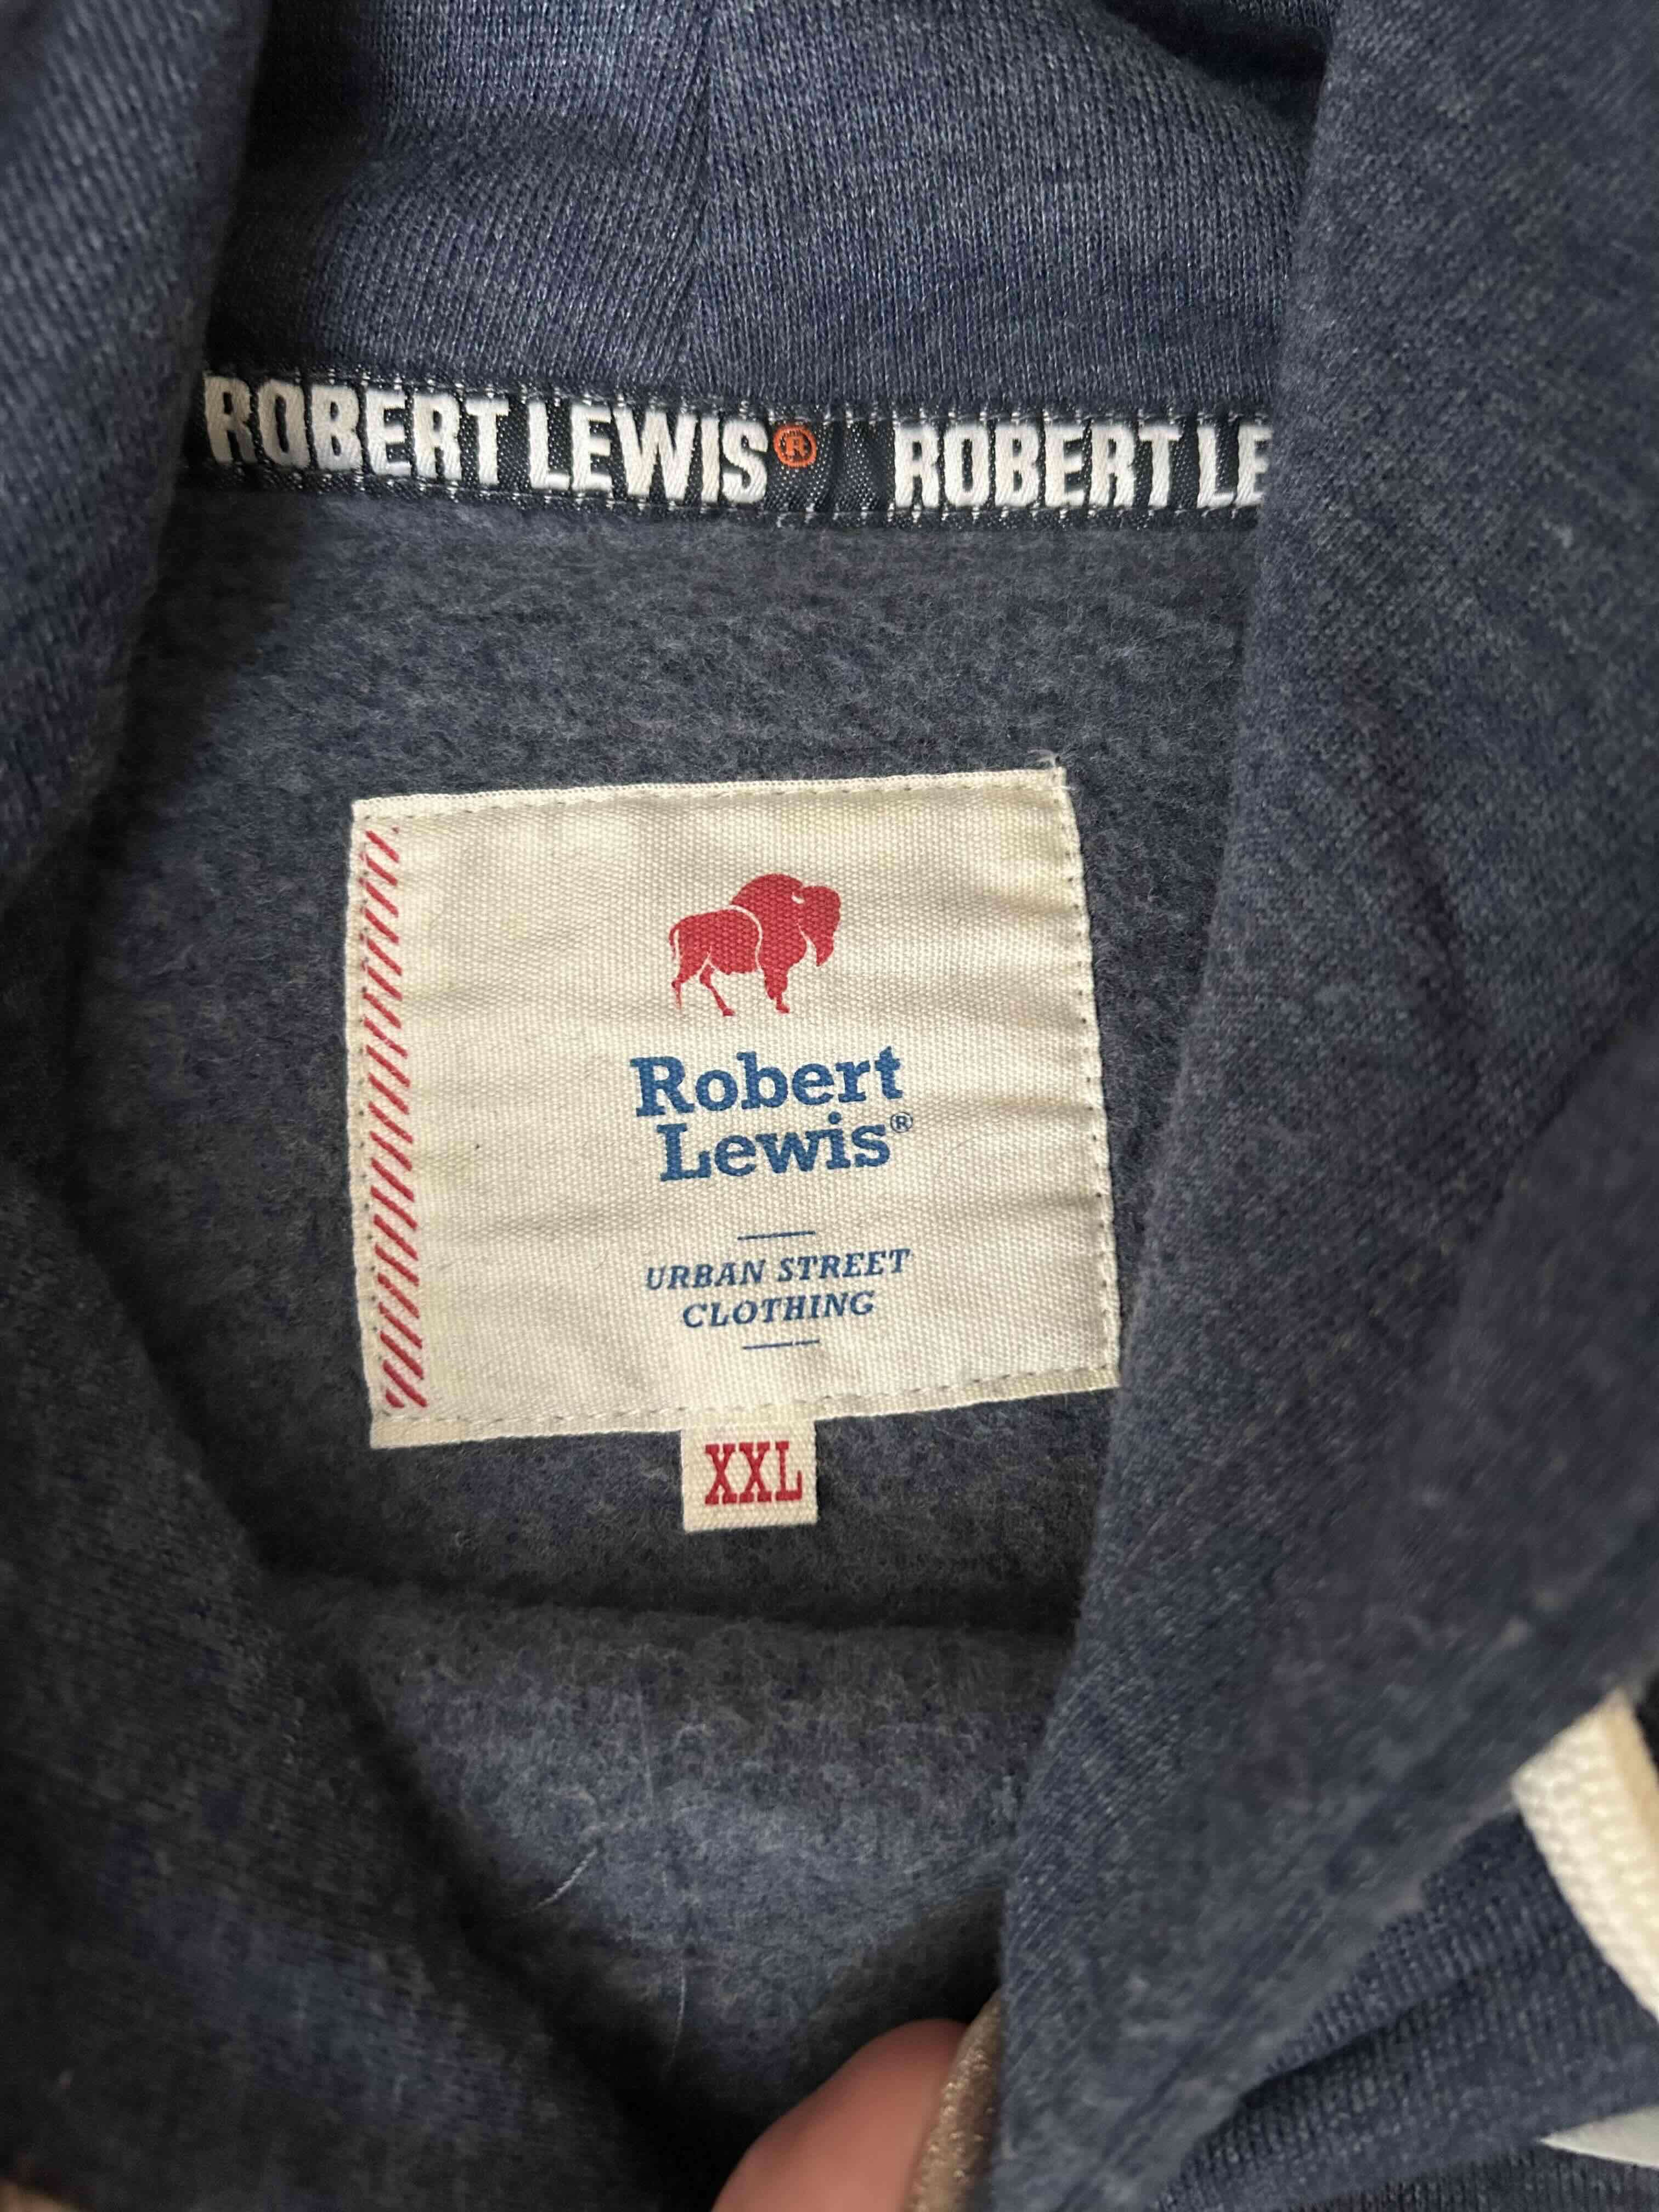 ROBERT LEWIS® ROBERT LE
Robert
Lewis®
URBAN STREET
CLOTHING
XXL